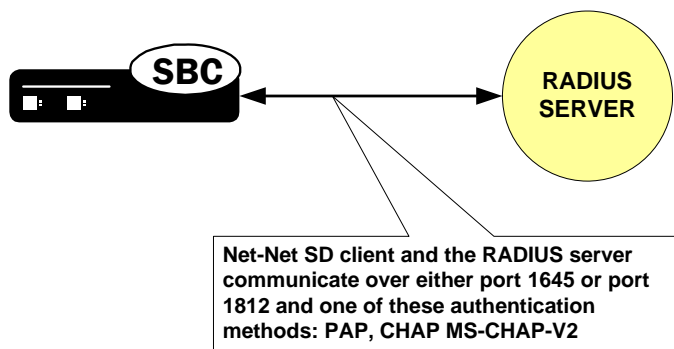 SBC
RADIUS
SERVER
Net-Net SD client and the RADIUS server
communicate over either port 1645 or port
1812 and one of these authentication
methods: PAP, CHAP MS-CHAP-V2